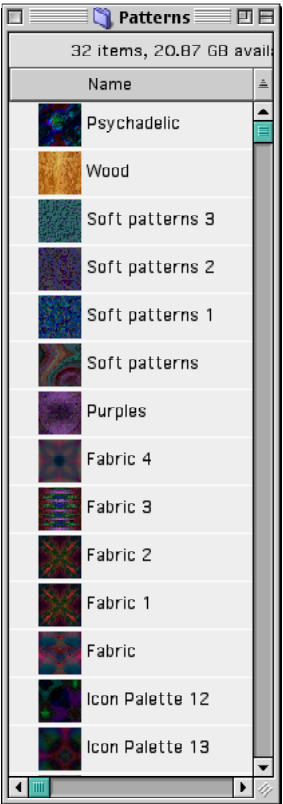 Patterns
32 items, 20.87 GB avail
Name
Psychadelic
Wood
Soft patterns 3
Soft patterns 2
Soft patterns 1
Soft patterns
Purples
Fabric 4
Fabric 3
Fabric 2
Fabric 1
Fabric
Icon Palette 12
Icon Palette 13